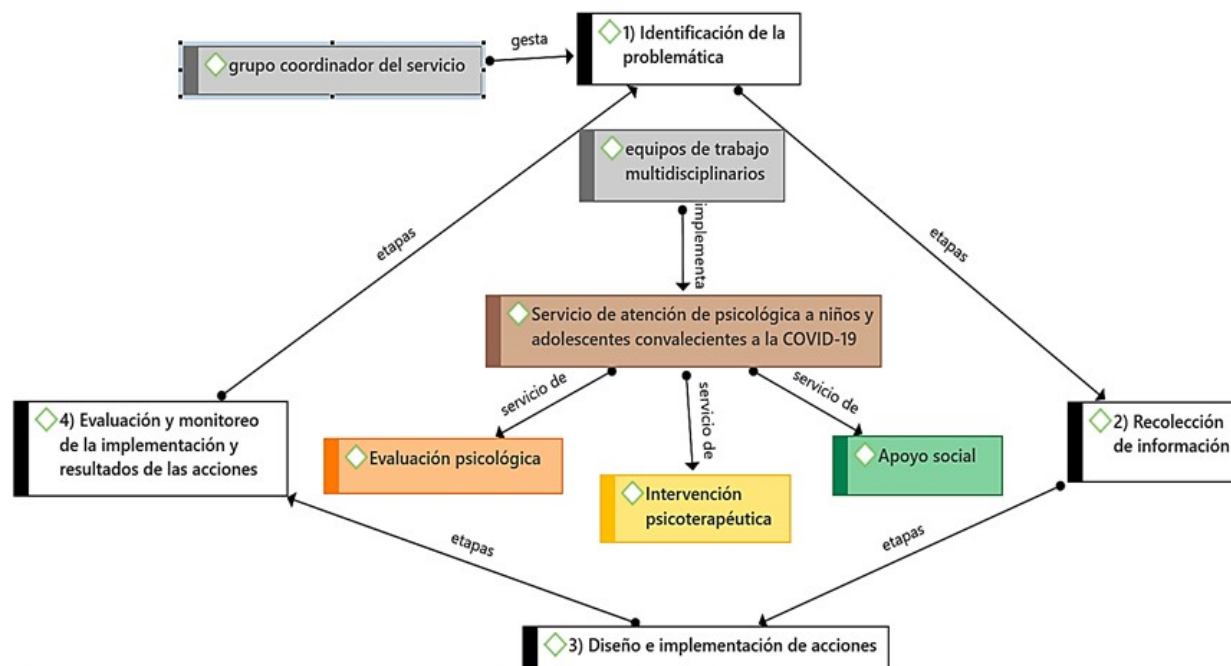 gesta
1) Identificación de la
problemática
grupo coordinador del servicio
equipos de trabajo
multidisciplinarios
implementa
etapas
etapas
Servicio de atención de psicológica a niños y
adolescentes convalecientes a la COVID-19
servicio de
servicio de
servicio de
4) Evaluación y monitoreo
de la implementación y
resultados de las acciones
2) Recolección
de información
Evaluación psicológica
Apoyo social
Intervención
psicoterapéutica
etapas
etapas
3) Diseño e implementación de acciones